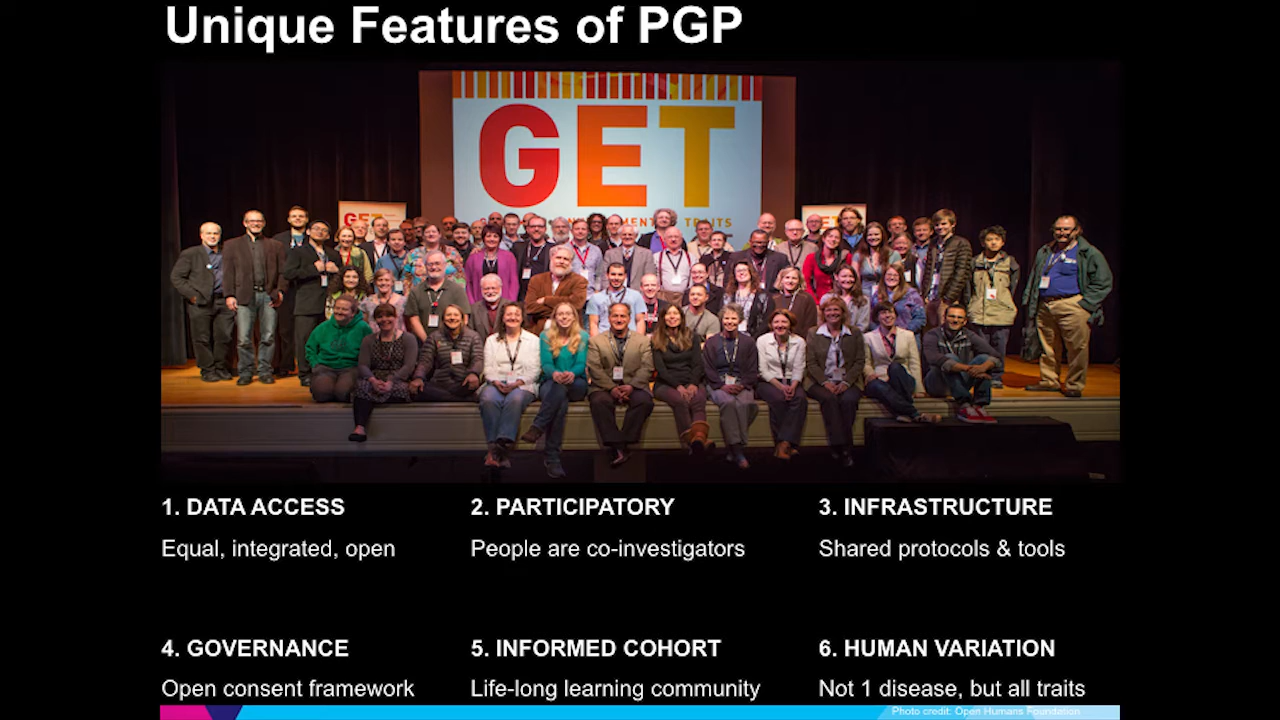 Unique Features of PGP
GET
GET
TRAITS
1. DATA ACCESS
2. PARTICIPATORY
3. INFRASTRUCTURE
Equal, integrated, open
People are co-investigators
Shared protocols & tools
4. GOVERNANCE
5. INFORMED COHORT
6. HUMAN VARIATION
Open consent framework
Life-long learning community
Not 1 disease, but all traits
Photo credit: Open Humans Foundation